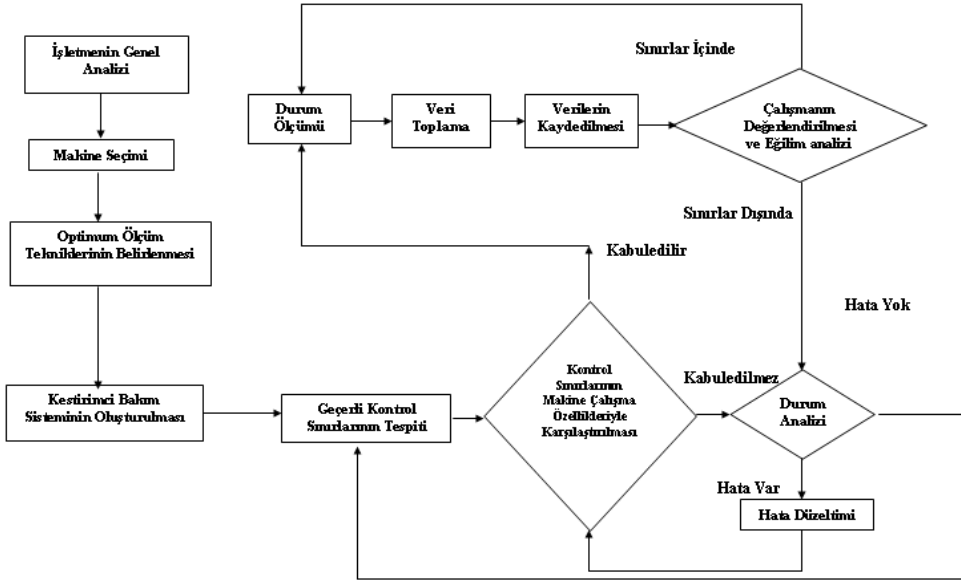 İşletmenin Genel
Analizi
Makine Seçimi
Optimum Ölçüm
Tekniklerinin Belirlenmesi
Kestirimci Bakım
Sisteminin Oluşturulması
Geçerli Kontrol
Sınırlarının Tespiti
Kontrol
Sınırlarının
Makine Çalışma
Özellikleriyle
Karşılaştırılması
Kabuledilir
Kabuledilmez
Durum
Ölçümü
Veri
Toplama
Verilerin
Kaydedilmesi
Çalışmanın
Değerlendirilmesi
ve Eğilim analizi
Sınırlar İçinde
Sınırlar Dışında
Hata Yok
Durum
Analizi
Hata Var
Hata Düzeltimi